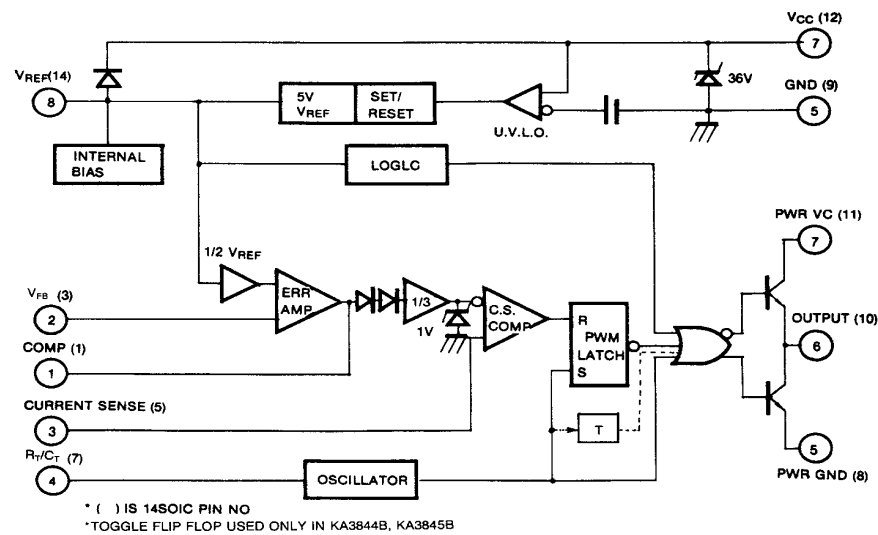 VCC (12)
7
VREF(14)
8
5V
VREF
SET/
RESET
36V
GND (9)
5
U.V.L.O.
INTERNAL
BIAS
LOGLC
PWR VC (11)
7
1/2 VREF
VFB (3)
2
ERR
AMP
1/3
1V
C.S.
COMP
R
PWM
LATCH
S
OUTPUT (10)
6
COMP (1)
1
CURRENT SENSE (5)
3
T
5
PWR GND (8)
RT/CT (7)
4
OSCILLATOR
* ( ) IS 14SOIC PIN NO
*TOGGLE FLIP FLOP USED ONLY IN KA3844B, KA3845B